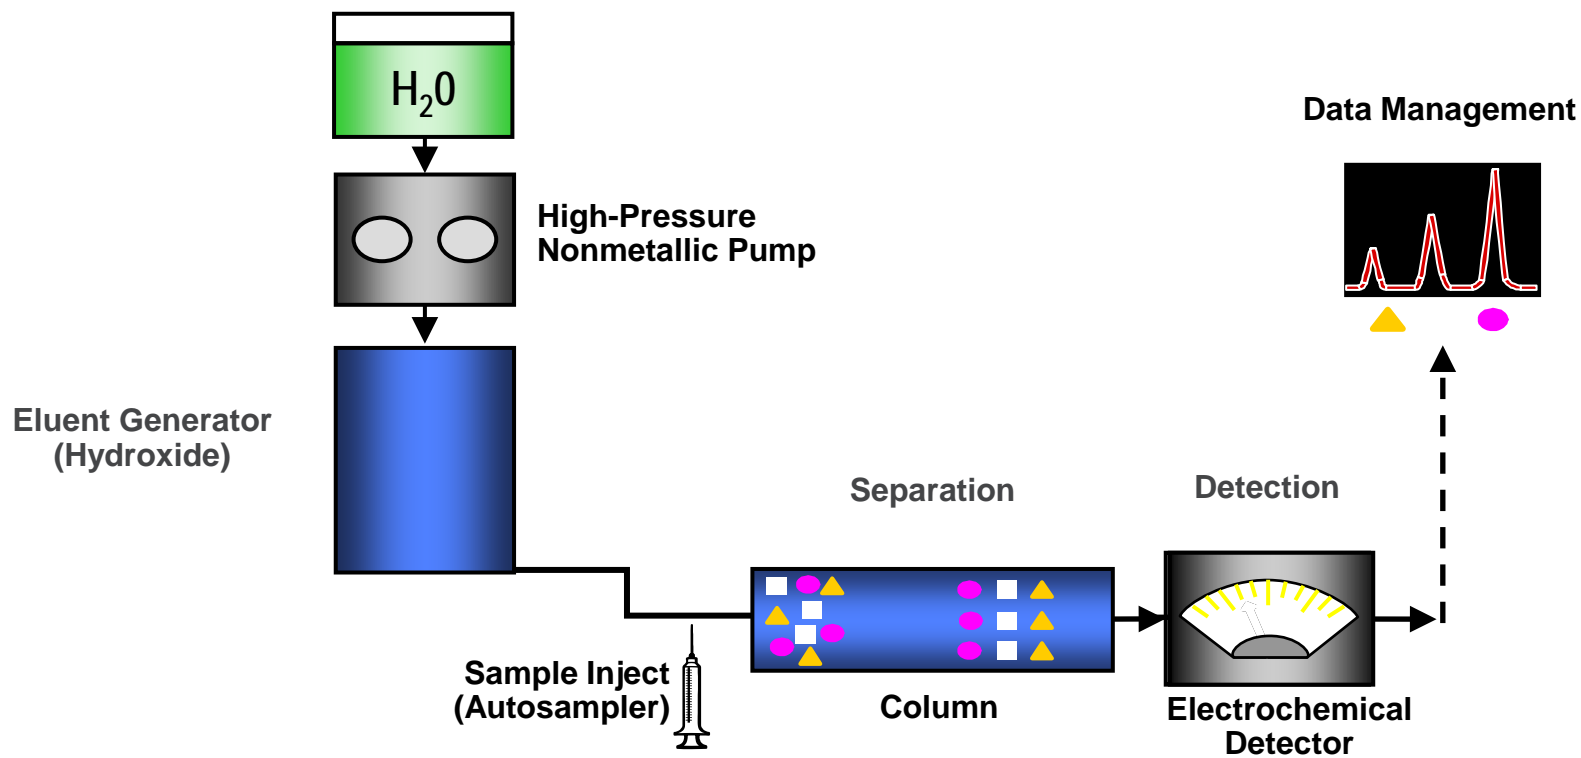 H₂0
Data Management
High-Pressure
Nonmetallic Pump
Eluent Generator
(Hydroxide)
Separation
Detection
Sample Inject
(Autosampler)
Column
Electrochemical
Detector